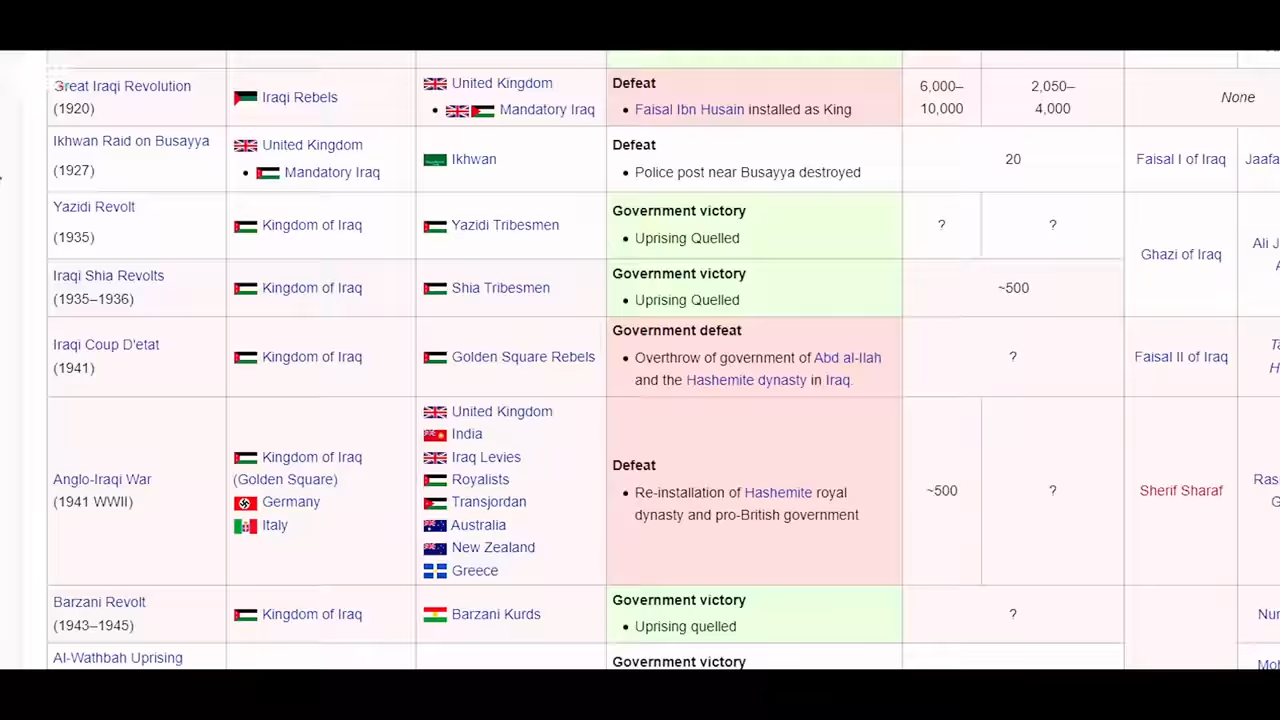 Great Iraqi Revolution
(1920)
Iraqi Rebels
United Kingdom
Mandatory Iraq
Defeat
Faisal Ibn Husain installed as King
6,000–
10,000
2,050–
4,000
None
Ikhwan Raid on Busayya
(1927)
United Kingdom
Mandatory Iraq
Ikhwan
Defeat
Police post near Busayya destroyed
20
Faisal I of Iraq
Jaafa
Yazidi Revolt
(1935)
Kingdom of Iraq
Yazidi Tribesmen
Government victory
Uprising Quelled
?
?
Ghazi of Iraq
Ali J
Iraqi Shia Revolts
(1935–1936)
Kingdom of Iraq
Shia Tribesmen
Government victory
Uprising Quelled
~500
Iraqi Coup D'etat
(1941)
Kingdom of Iraq
Golden Square Rebels
Government defeat
Overthrow of government of Abd al-Ilah
and the Hashemite dynasty in Iraq.
?
Faisal II of Iraq
Anglo-Iraqi War
(1941 WWII)
Kingdom of Iraq
(Golden Square)
Germany
Italy
United Kingdom
India
Iraq Levies
Royalists
Transjordan
Australia
New Zealand
Greece
Defeat
Re-installation of Hashemite royal
dynasty and pro-British government
~500
?
Sherif Sharaf
Ras
Barzani Revolt
(1943–1945)
Kingdom of Iraq
Barzani Kurds
Government victory
Uprising quelled
?
Nur
Al-Wathbah Uprising
Government victory